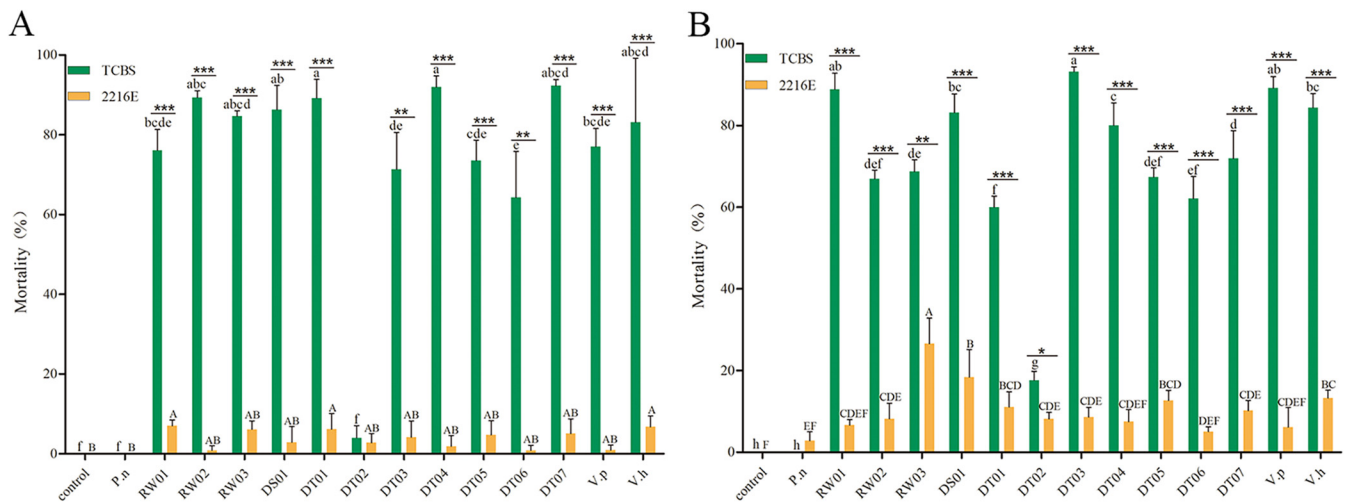 A
TCBS
2216E
Mortality (%)
100
80
60
40
20
0
f B
f B
bcde *** A
abc *** AB
abcd *** AB
ab *** AB
a *** A
f AB
de ** AB
a *** AB
cde *** AB
e ** AB
abcd *** AB
bcde *** AB
abcd *** A
control P.n RW01 RW02 RW03 DS01 DT01 DT02 DT03 DT04 DT05 DT06 DT07 V.p V.h
B
TCBS
2216E
Mortality (%)
100
80
60
40
20
0
h F
h EF
ab *** CDEF
def *** CDE
de ** A
bc *** B
f *** BCD
g * CDE
a *** CDE
c *** CDEF
def *** BCD
ef *** DEF
d *** CDE
ab *** CDEF
bc *** BC
control P.n RW01 RW02 RW03 DS01 DT01 DT02 DT03 DT04 DT05 DT06 DT07 V.p V.h